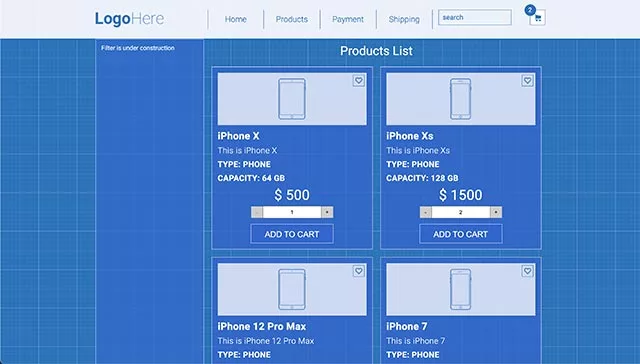 LogoHere
Home
Products
Payment
Shipping
search
2
Filter is under construction
Products List
iPhone X
This is iPhone X
TYPE: PHONE
CAPACITY: 64 GB
$ 500
- 1 +
ADD TO CART
iPhone Xs
This is iPhone Xs
TYPE: PHONE
CAPACITY: 128 GB
$ 1500
- 2 +
ADD TO CART
iPhone 12 Pro Max
This is iPhone 12 Pro Max
TYPE: PHONE
iPhone 7
This is iPhone 7
TYPE: PHONE